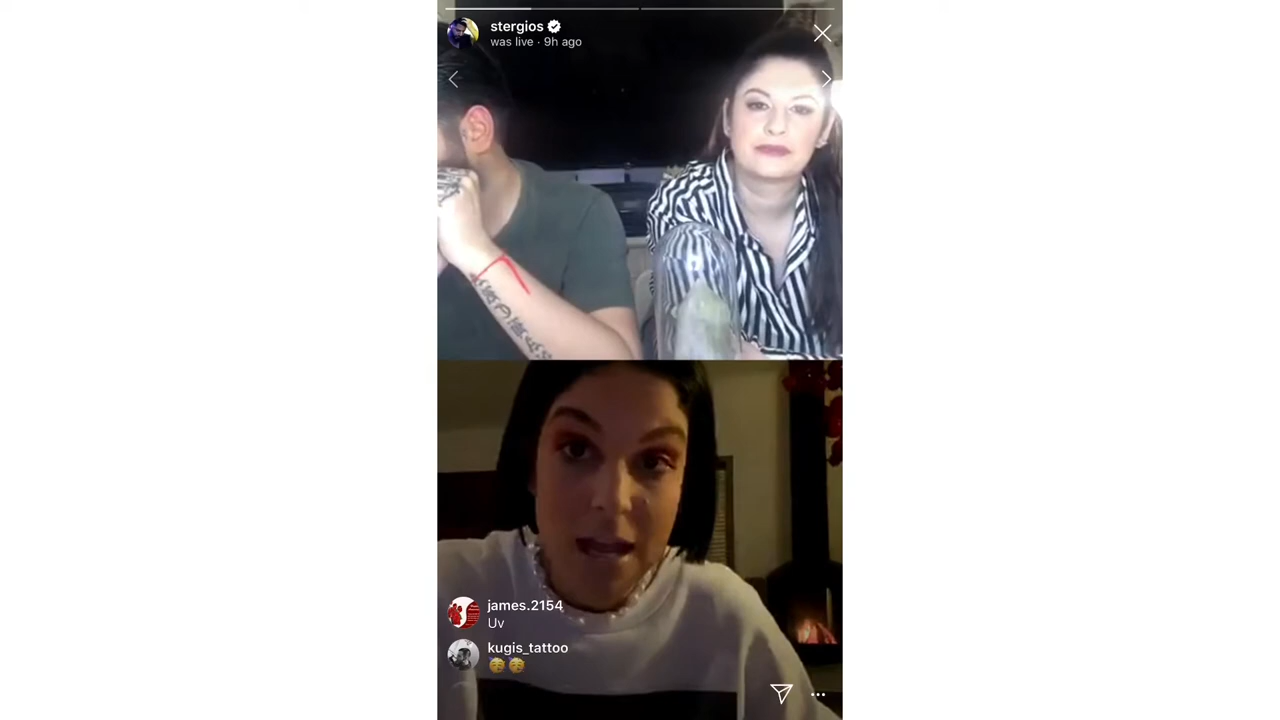 stergios
was live · 9h ago
james.2154
Uv
kugis_tattoo
🥳🥳